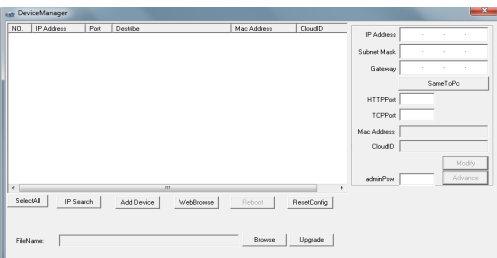 DeviceManager
NO. IP Address Port Destribe Mac Address CloudID
IP Address
Subnet Mask
Gateway
SameToPc
HTTPPort
TCPPort
Mac Address
CloudID
Modify
adminPsw Advance
SelectAll IP Search Add Device WebBrowse Reboot ResetConfig
FileName: Browse Upgrade